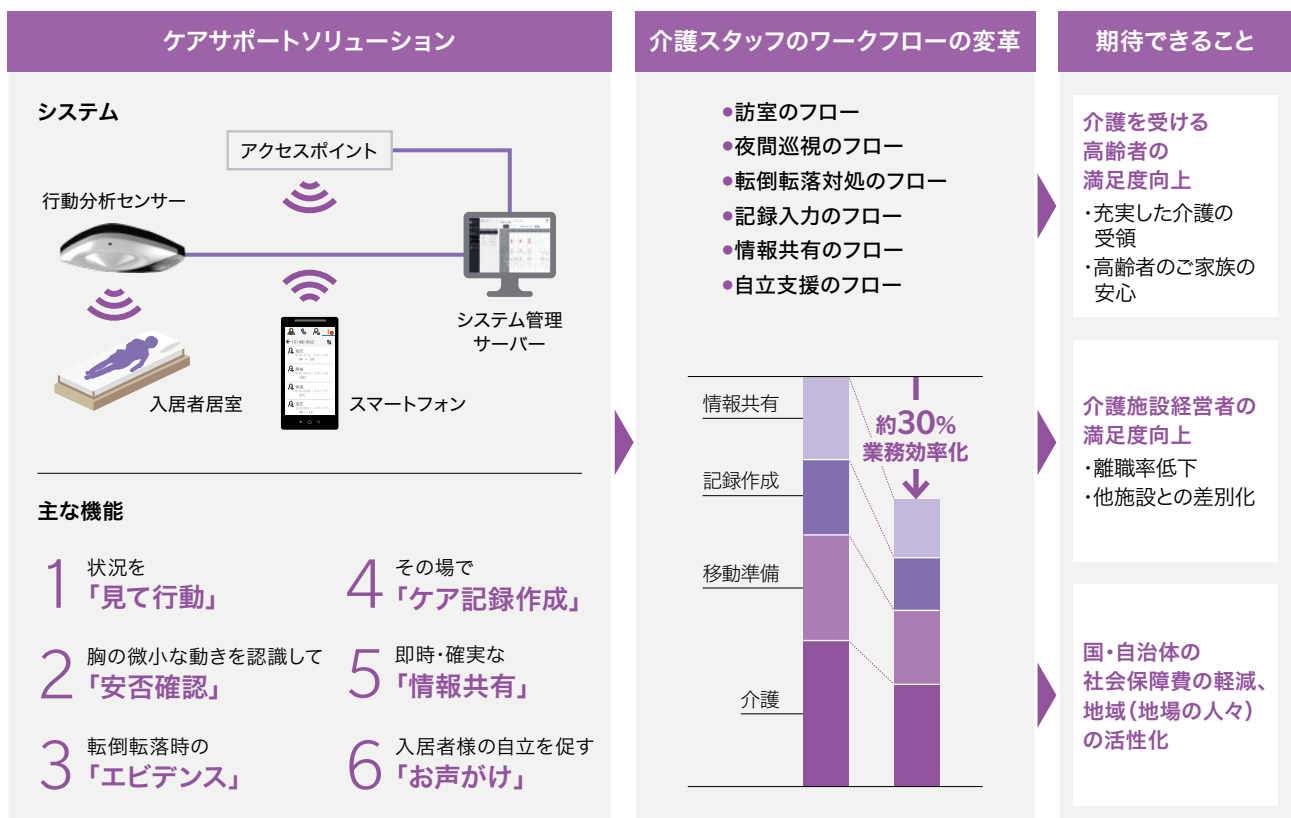 ケアサポートソリューション
システム
アクセスポイント
行動分析センサー
システム管理
サーバー
入居者居室
スマートフォン
主な機能
1 状況を
「見て行動」
2 胸の微小な動きを認識して
「安否確認」
3 転倒転落時の
「エビデンス」
4 その場で
「ケア記録作成」
5 即時・確実な
「情報共有」
6 入居者様の自立を促す
「お声がけ」
介護スタッフのワークフローの変革
●訪室のフロー
●夜間巡視のフロー
●転倒転落対処のフロー
●記録入力のフロー
●情報共有のフロー
●自立支援のフロー
情報共有
記録作成
移動準備
介護
約30%
業務効率化
期待できること
介護を受ける
高齢者の
満足度向上
・充実した介護の
受領
・高齢者のご家族の
安心
介護施設経営者の
満足度向上
・離職率低下
・他施設との差別化
国・自治体の
社会保障費の軽減、
地域(地場の人々)
の活性化